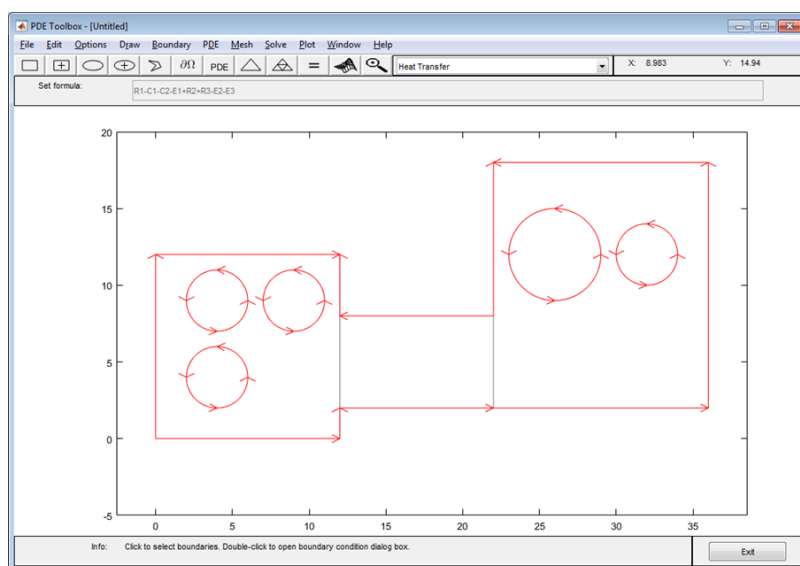 PDE Toolbox - [Untitled]
File Edit Options Draw Boundary PDE Mesh Solve Plot Window Help
∂Ω PDE = Heat Transfer X: 8.983 Y: 14.94
Set formula: R1-C1-C2-E1+R2+R3-E2-E3
20
15
10
5
0
-5
0 5 10 15 20 25 30 35
Info: Click to select boundaries. Double-click to open boundary condition dialog box. Exit